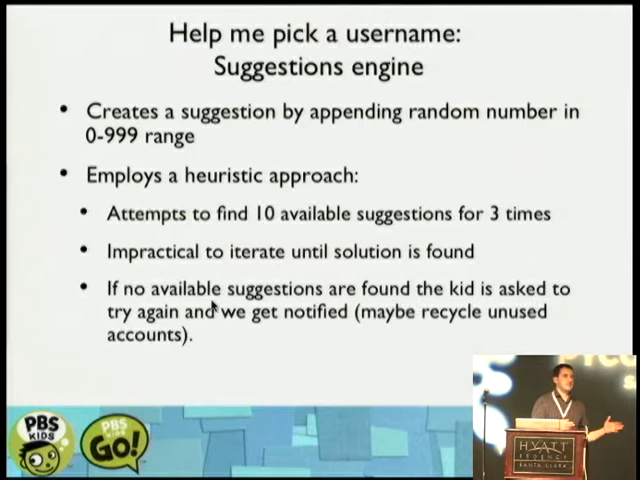 Help me pick a username:
Suggestions engine
• Creates a suggestion by appending random number in
0-999 range
• Employs a heuristic approach:
• Attempts to find 10 available suggestions for 3 times
• Impractical to iterate until solution is found
• If no available suggestions are found the kid is asked to
try again and we get notified (maybe recycle unused
accounts).
PBS
KIDS
PBS
KIDS
GO!
HYATT
REGENCY
SANTA CLARA